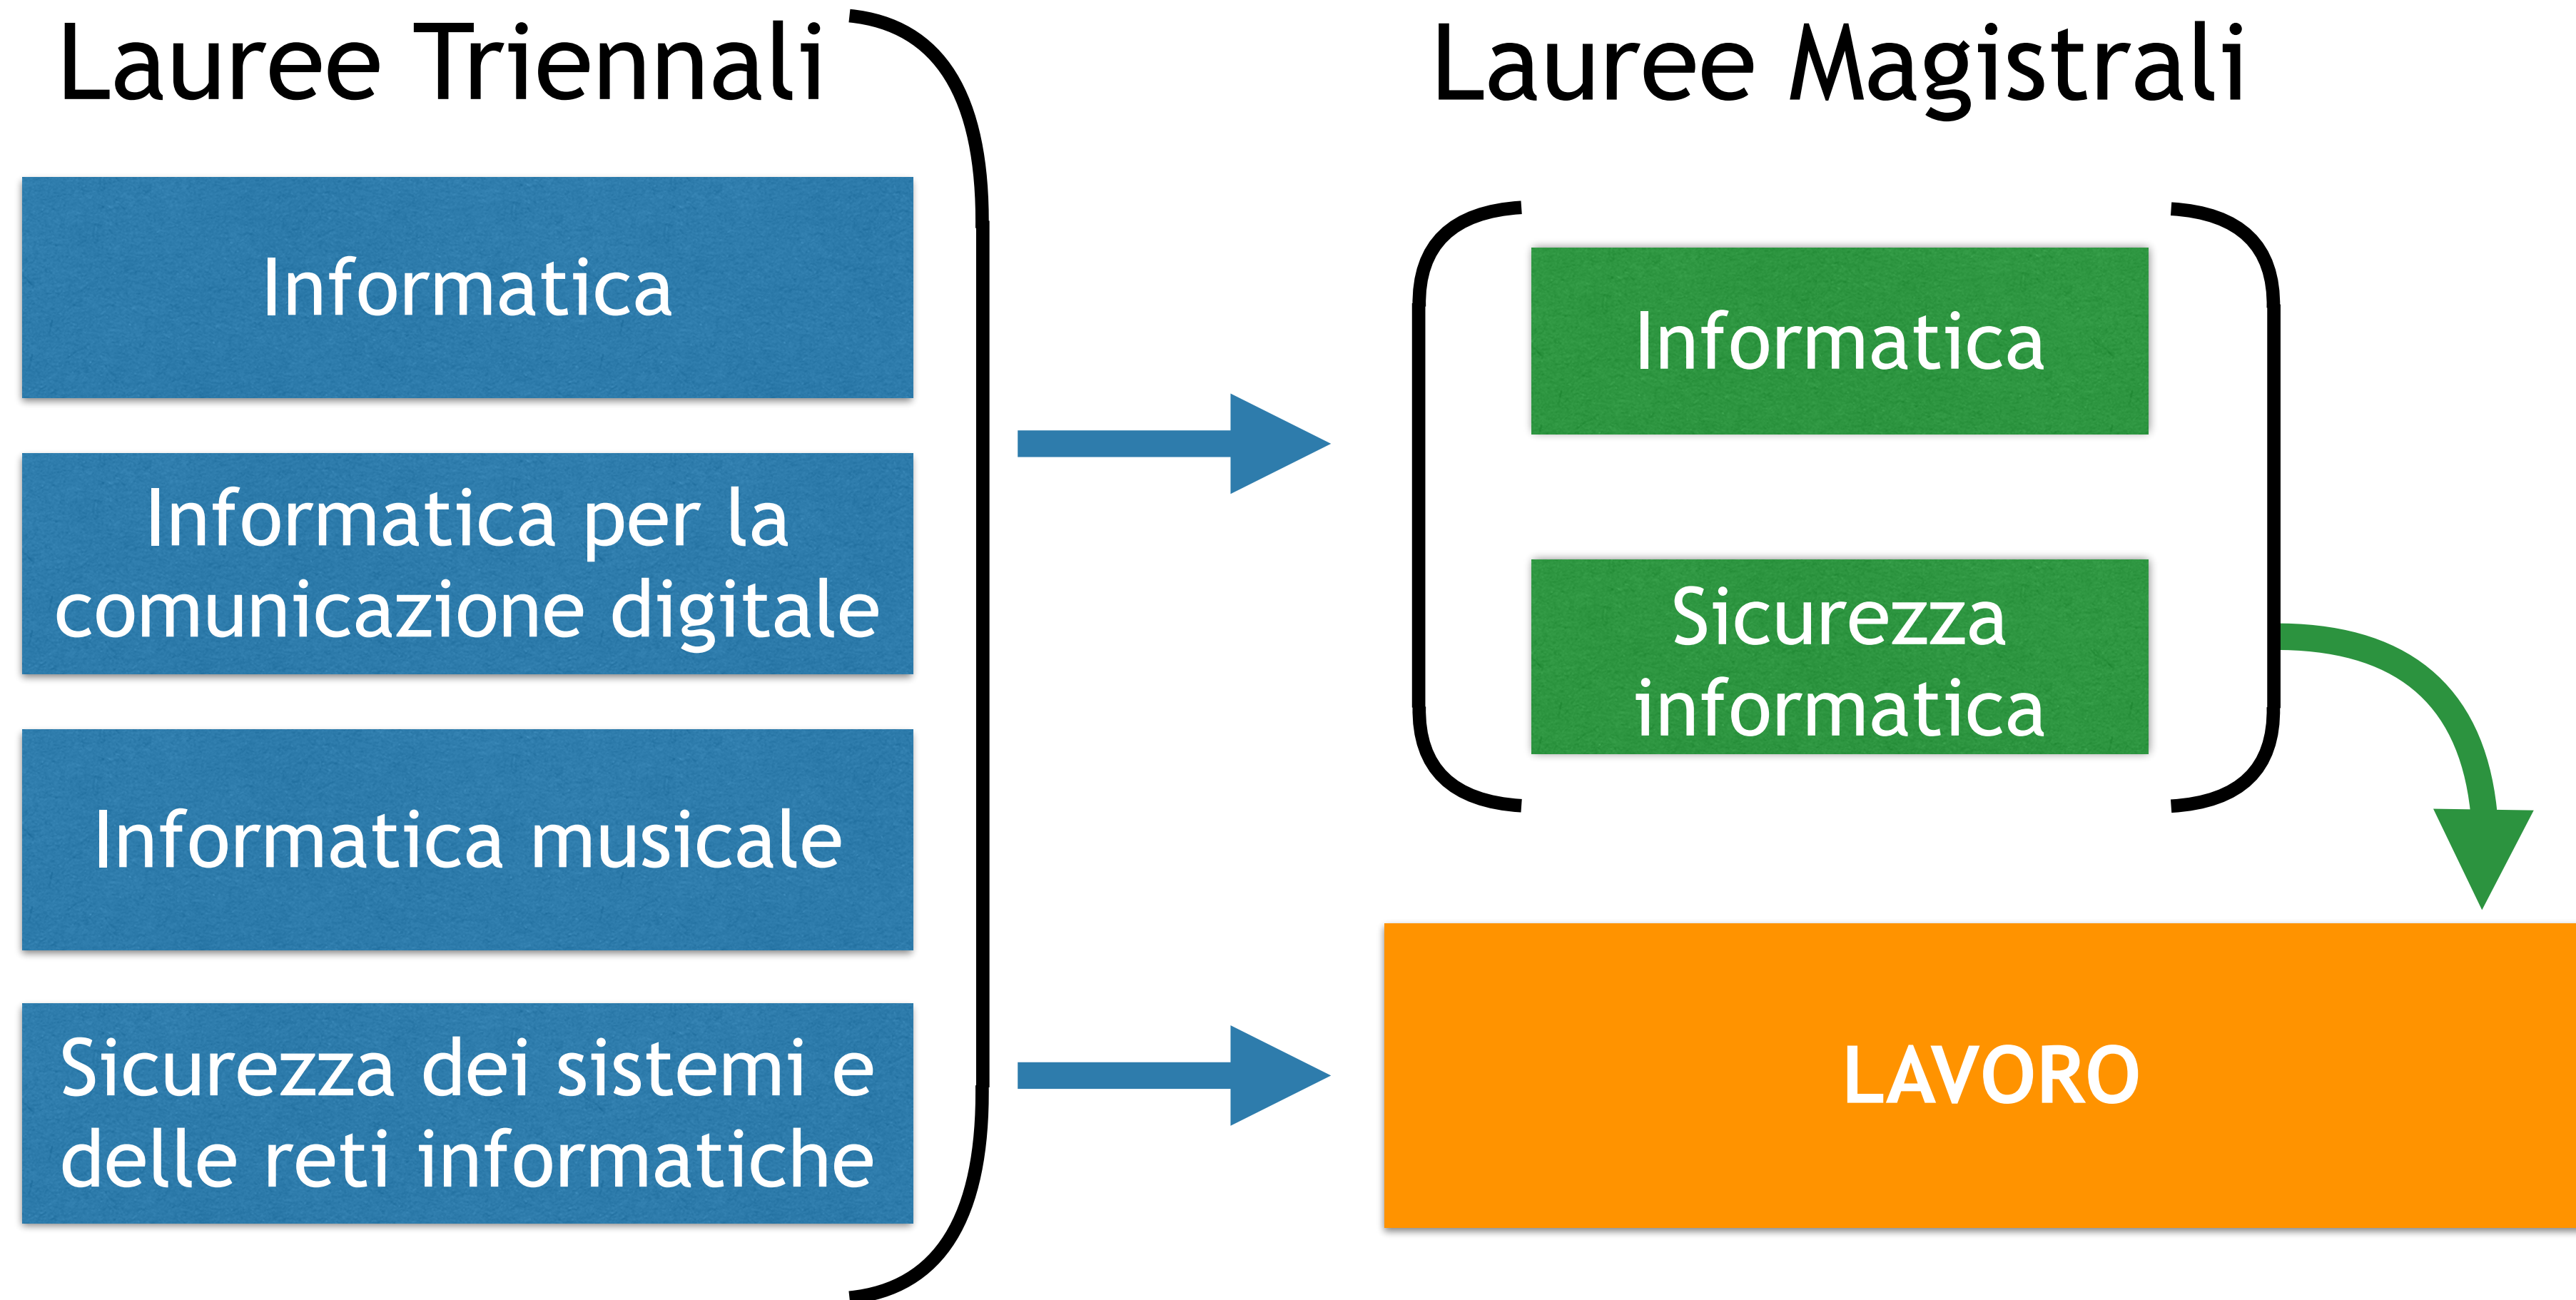 Lauree Triennali
Informatica
Informatica per la
comunicazione digitale
Informatica musicale
Sicurezza dei sistemi e
delle reti informatiche
Lauree Magistrali
Informatica
Sicurezza
informatica
LAVORO